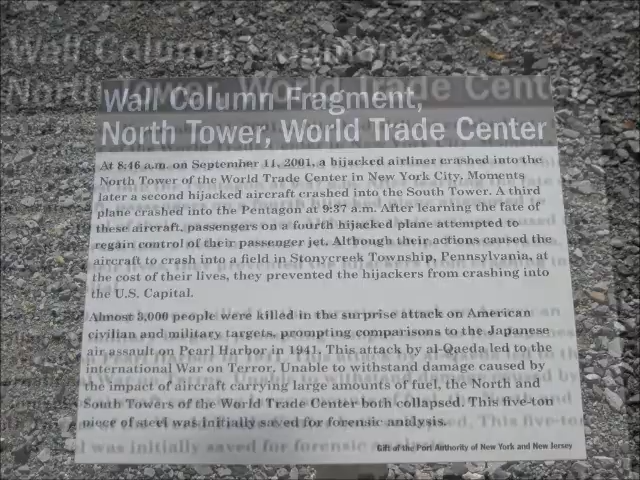 Wall Column Fragment,
North Tower, World Trade Center
At 8:46 a.m. on September 11, 2001, a hijacked airliner crashed into the
North Tower of the World Trade Center in New York City. Moments
later a second hijacked aircraft crashed into the South Tower. A third
plane crashed into the Pentagon at 9:37 a.m. After learning the fate of
these aircraft, passengers on a fourth hijacked plane attempted to
regain control of their passenger jet. Although their actions caused the
aircraft to crash into a field in Stonycreek Township, Pennsylvania, at
the cost of their lives, they prevented the hijackers from crashing into
the U.S. Capital.
Almost 3,000 people were killed in the surprise attack on American
civilian and military targets, prompting comparisons to the Japanese
air assault on Pearl Harbor in 1941. This attack by al-Qaeda led to the
international War on Terror. Unable to withstand damage caused by
the impact of aircraft carrying large amounts of fuel, the North and
South Towers of the World Trade Center both collapsed. This five-ton
piece of steel was initially saved for forensic analysis.
Gift of the Port Authority of New York and New Jersey